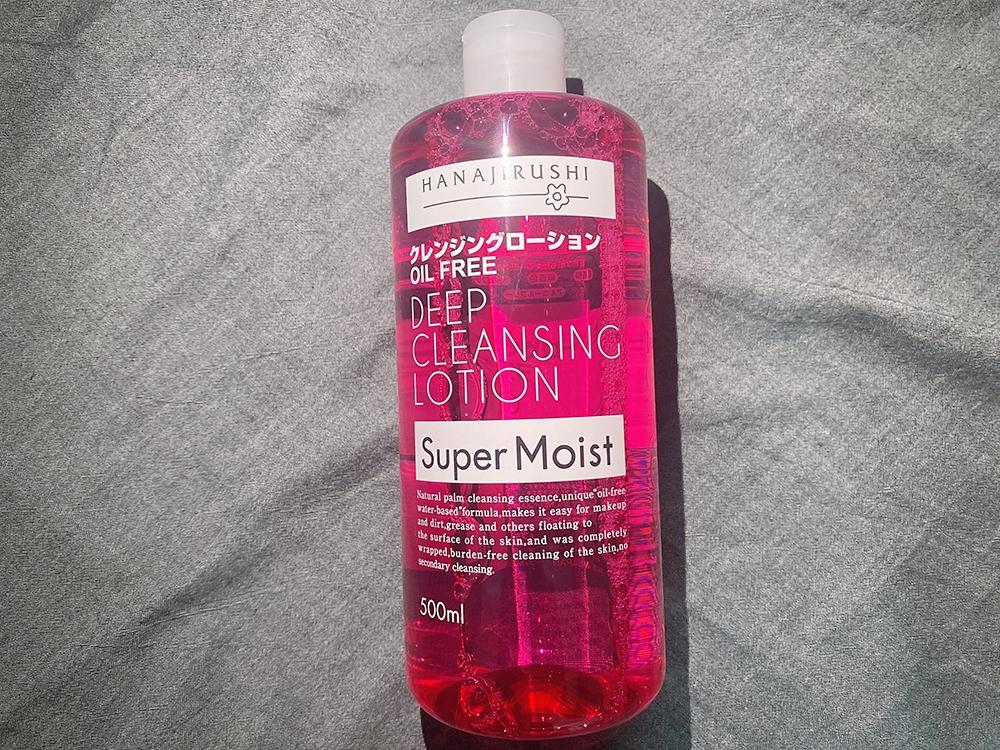 HANAJIRUSHI
クレンジングローション
OIL FREE
DEEP
CLEANSING
LOTION
Super Moist
Natural palm cleansing essence,unique"oil-free
water-based"formula,makes it easy for makeup
and dirt,grease and others floating to
the surface of the skin,and was completely
wrapped,burden-free cleaning of the skin,no
secondary cleansing.
500ml